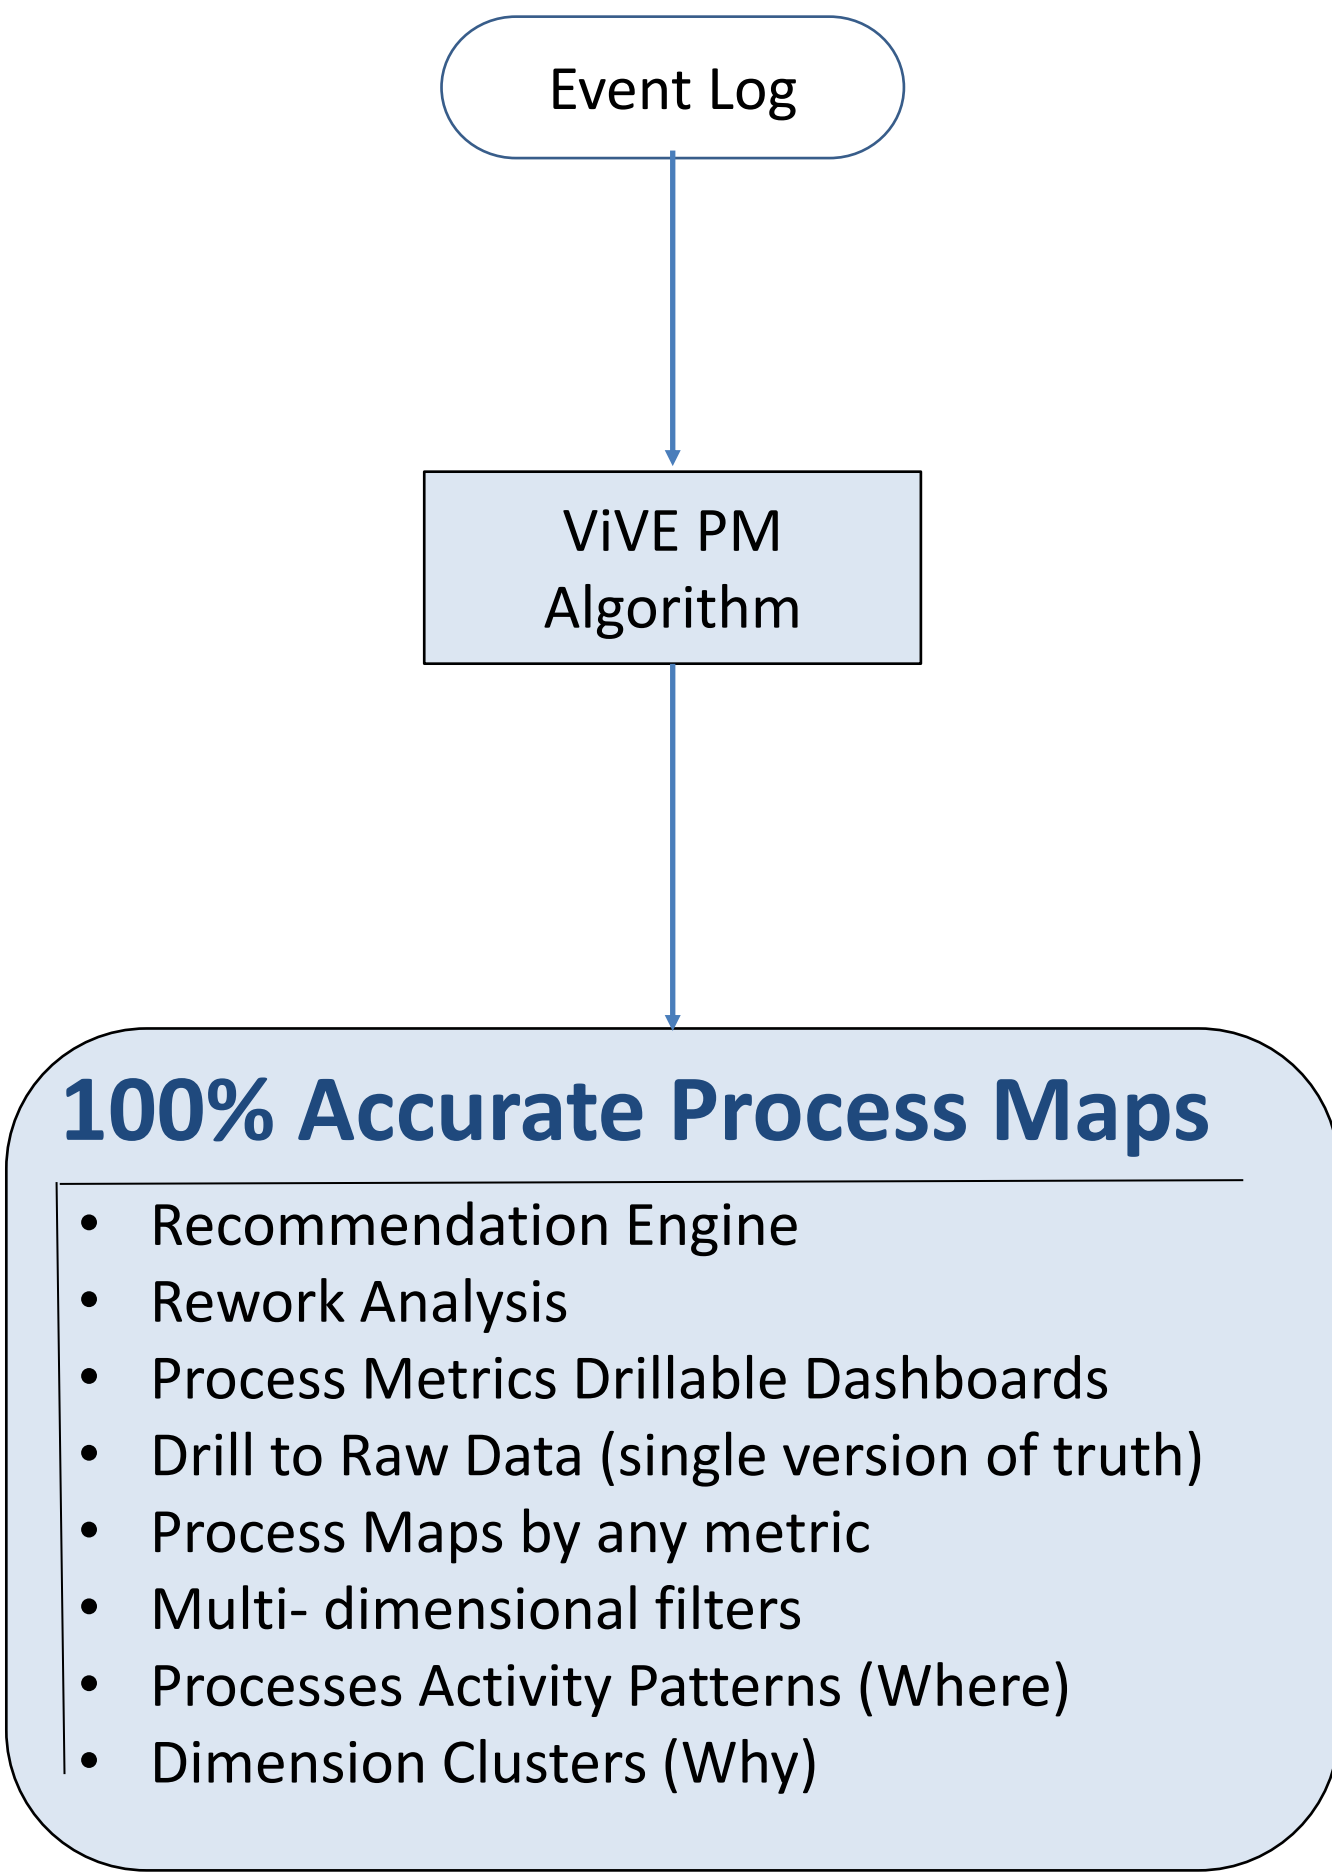 Event Log
ViVE PM
Algorithm
100% Accurate Process Maps
• Recommendation Engine
• Rework Analysis
• Process Metrics Drillable Dashboards
• Drill to Raw Data (single version of truth)
• Process Maps by any metric
• Multi- dimensional filters
• Processes Activity Patterns (Where)
• Dimension Clusters (Why)